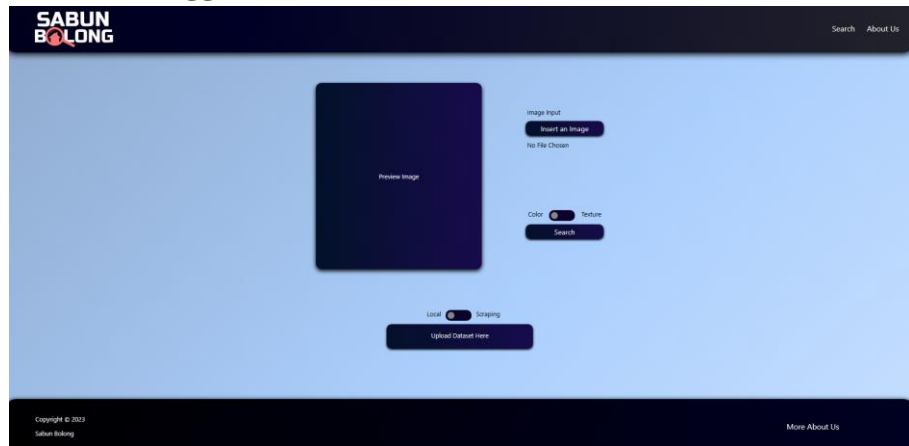 SABUN
BOLONG
Search About Us
Image Input
Insert an Image
No File Chosen
Preview Image
Color Texture
Search
Local Scraping
Upload Dataset Here
Copyright © 2023
Sabun Bolong
More About Us